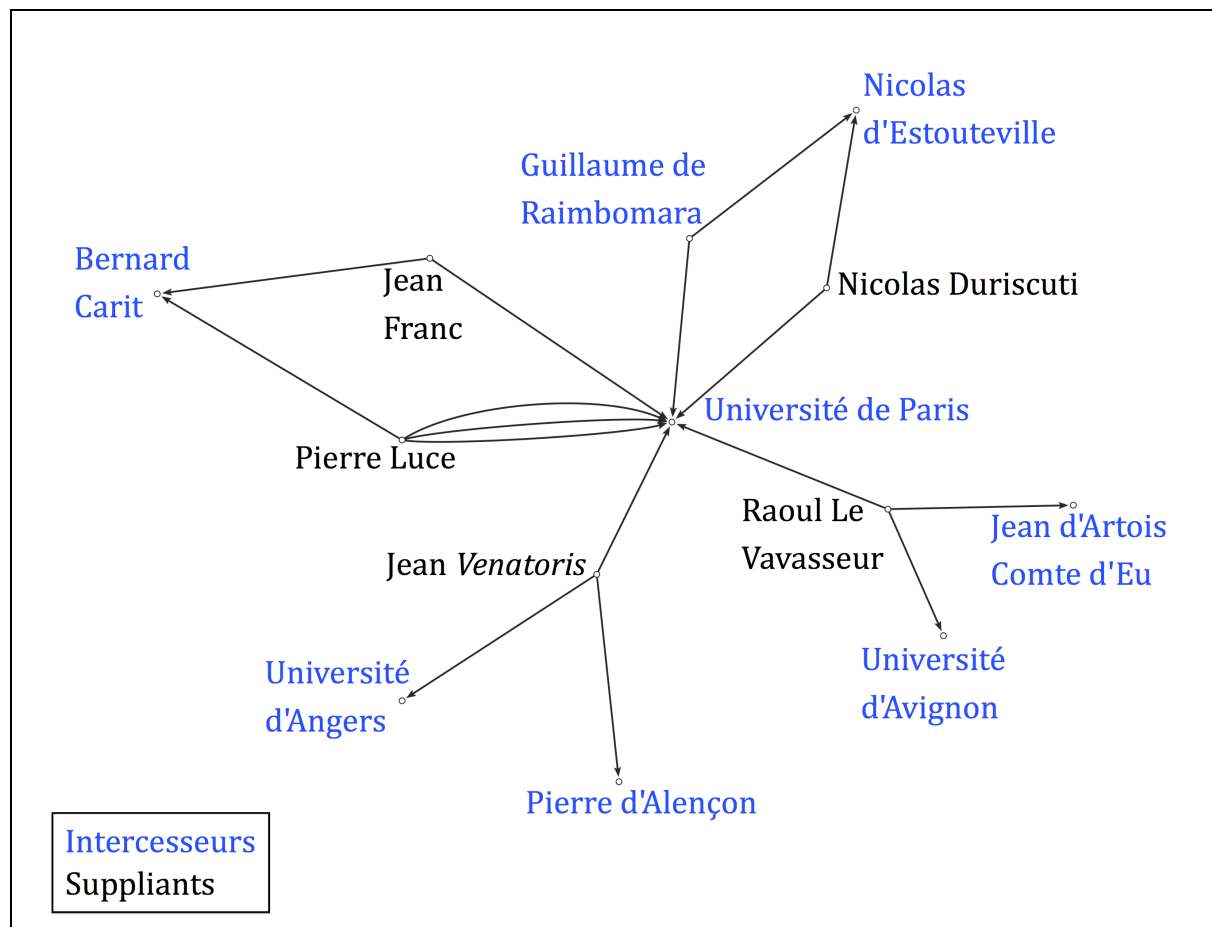 Nicolas
d'Estouteville
Guillaume de
Raimbomara
Bernard
Carit
Jean
Franc
Nicolas Duriscuti
Université de Paris
Pierre Luce
Raoul Le
Vavasseur
Jean d'Artois
Comte d'Eu
Jean Venatoris
Université
d'Avignon
Université
d'Angers
Pierre d'Alençon
Intercesseurs
Suppliants